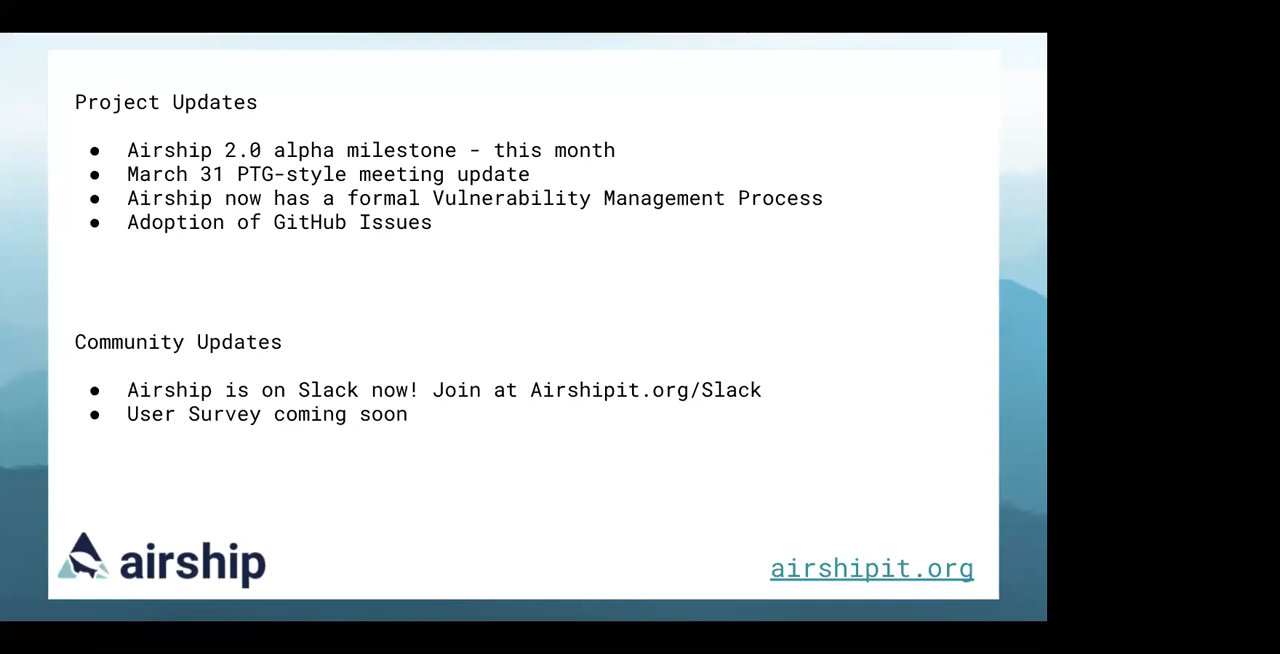 Project Updates
● Airship 2.0 alpha milestone - this month
● March 31 PTG-style meeting update
● Airship now has a formal Vulnerability Management Process
● Adoption of GitHub Issues
Community Updates
● Airship is on Slack now! Join at Airshipit.org/Slack
● User Survey coming soon
airship
airshipit.org